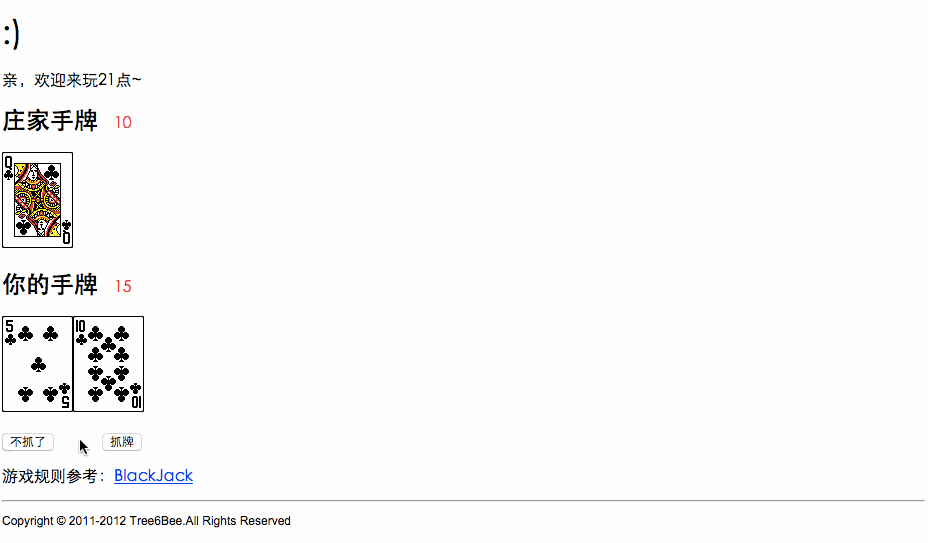 :)
亲，欢迎来玩21点~
庄家手牌 10
Q
Q
你的手牌 15
5 10
5 10
不抓了 抓牌
游戏规则参考：BlackJack
Copyright © 2011-2012 Tree6Bee.All Rights Reserved